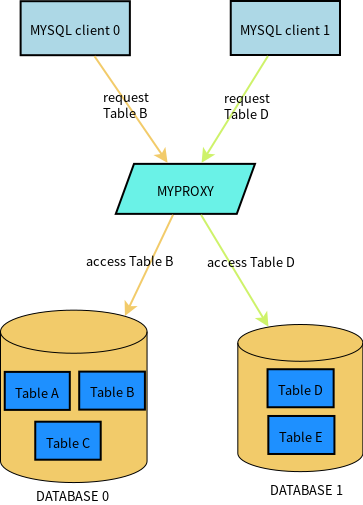 MYSQL client 0
MYSQL client 1
request
Table B
request
Table D
MYPROXY
access Table B
access Table D
Table A
Table B
Table C
Table D
Table E
DATABASE 0
DATABASE 1